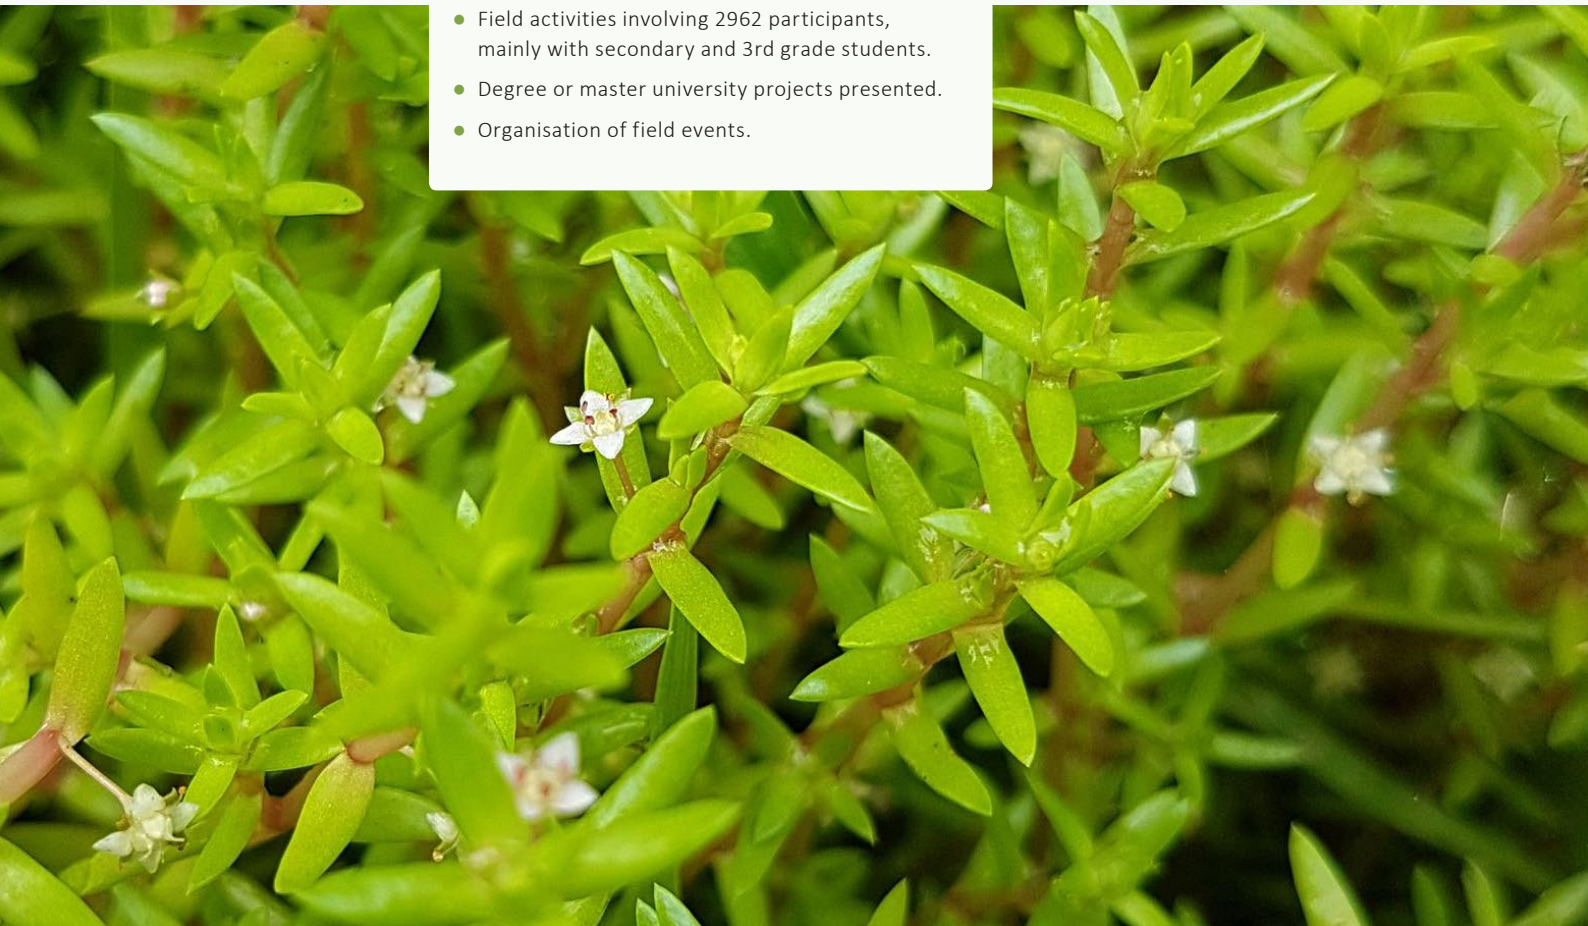 ● Field activities involving 2962 participants,
mainly with secondary and 3rd grade students.
● Degree or master university projects presented.
● Organisation of field events.